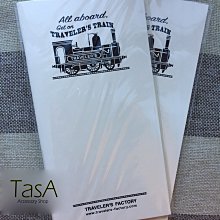 All aboard.
Get on
TRAVELER'S TRAIN
TRAVELER'S FACTORY
www.travelers-factory.com
TasA
Accessory Shop